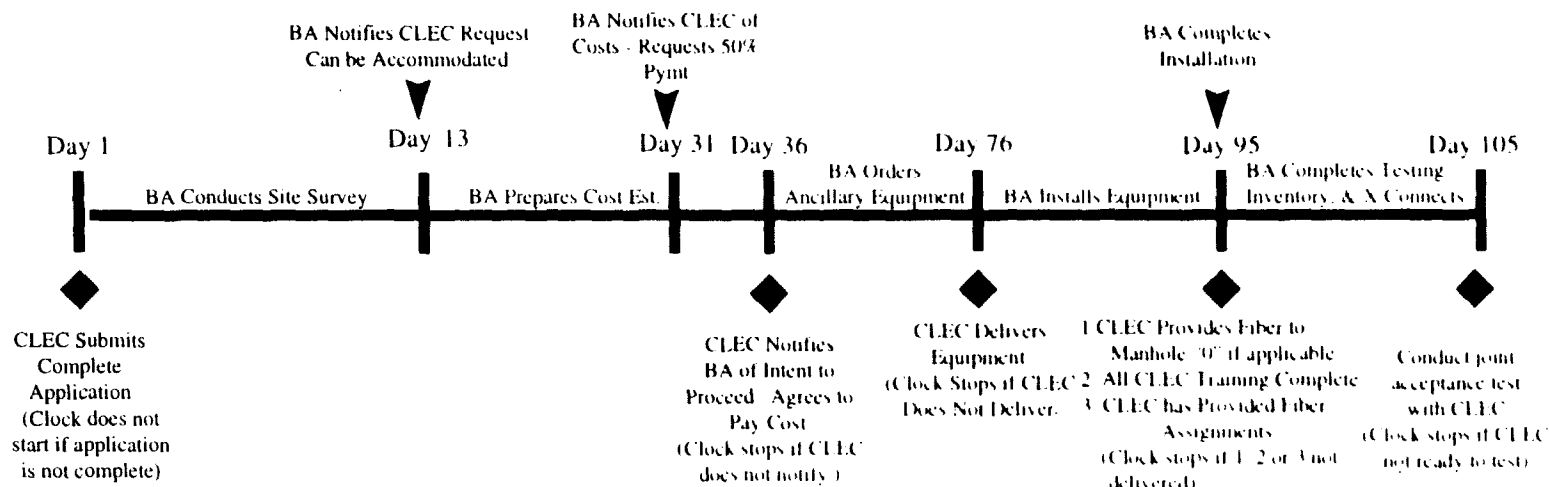 BA Notifies CLEC Request
Can be Accommodated
BA Notifies CLEC of
Costs - Requests 50%
Pymt
BA Completes
Installation
Day 1
Day 13
Day 31
Day 36
Day 76
Day 95
Day 105
BA Conducts Site Survey
BA Prepares Cost Est.
BA Orders
Ancillary Equipment
BA Installs Equipment
BA Completes Testing
Inventory, & X Connects
CLEC Submits
Complete
Application
(Clock does not
start if application
is not complete)
CLEC Notifies
BA of Intent to
Proceed - Agrees to
Pay Cost
(Clock stops if CLEC
does not notify.)
CLEC Delivers
Equipment
(Clock Stops if CLEC
Does Not Deliver.
1 CLEC Provides Fiber to
Manhole "0" if applicable
2 All CLEC Training Complete
3 CLEC has Provided Fiber
Assignments
(Clock stops if 1, 2 or 3 not
delivered)
Conduct joint
acceptance test
with CLEC
(Clock stops if CLEC
not ready to test)